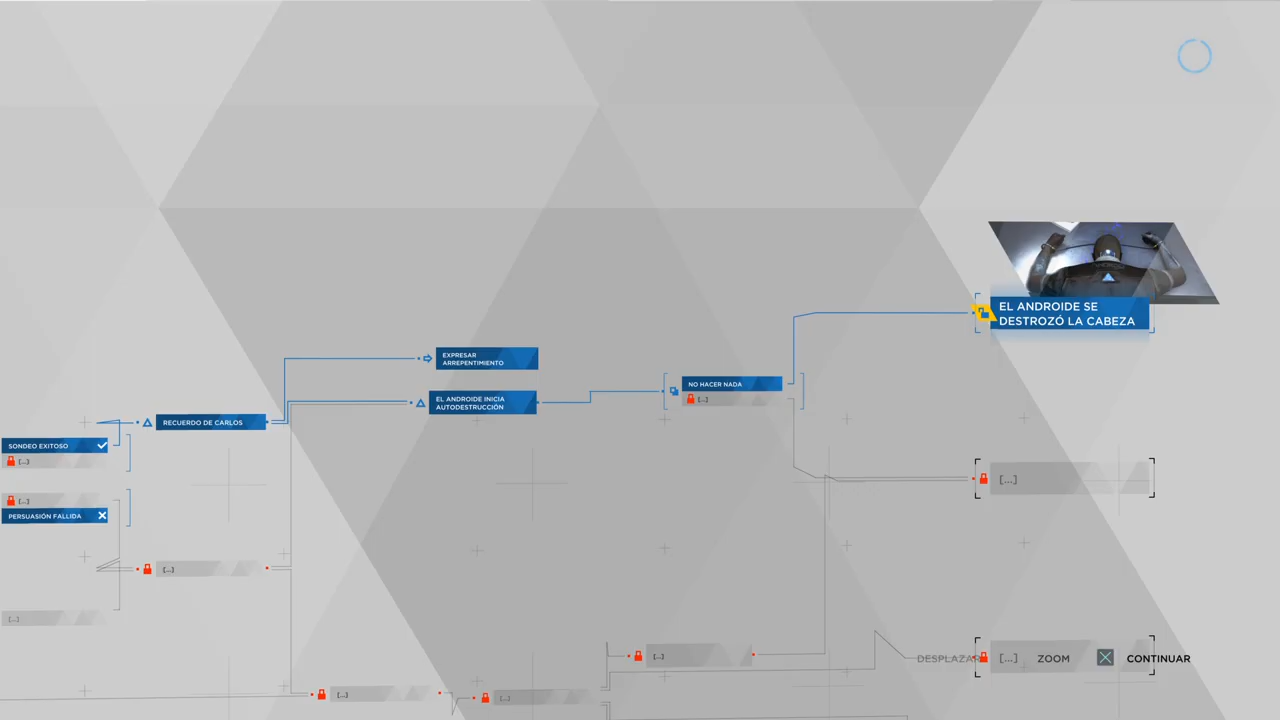 EL ANDROIDE SE
DESTROZÓ LA CABEZA
EXPRESAR
ARREPENTIMIENTO
NO HACER NADA
[...]
EL ANDROIDE INICIA
AUTODESTRUCCIÓN
RECUERDO DE CARLOS
SONDEO EXITOSO
[...]
[...]
[...]
PERSUASIÓN FALLIDA
[...]
[...]
[...]
DESPLAZAR
[...]
ZOOM
CONTINUAR
[...]
[...]